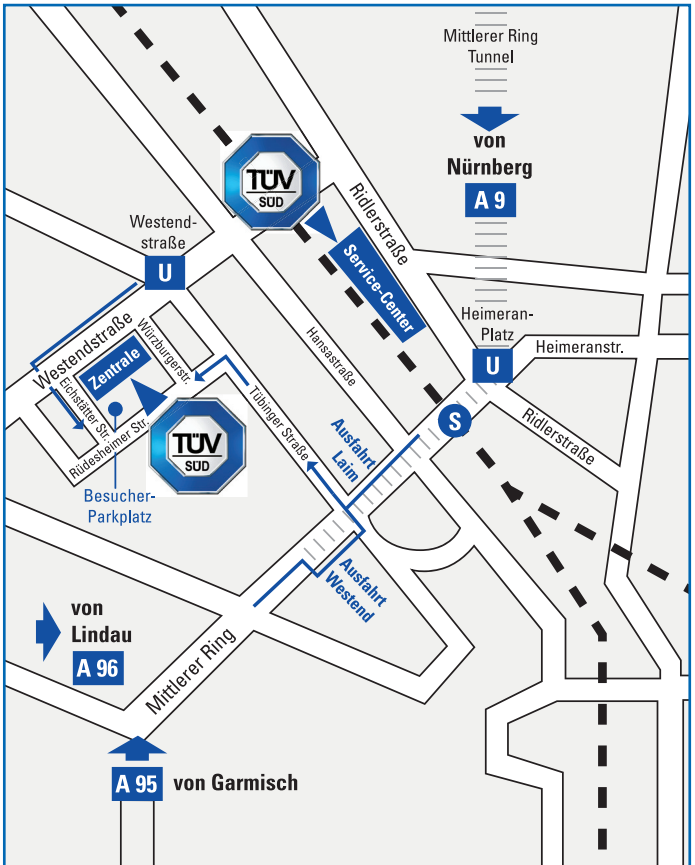 Mittlerer Ring
Tunnel
von
Nürnberg
A 9
TÜV
SÜD
Ridlerstraße
Westend-
straße
U
Service-Center
Heimeran-
Platz
U
Heimeranstr.
Westendstraße
Würzburgerstr.
Zentrale
Hansastraße
Eichstätter Str.
Rüdesheimer Str.
Tübinger Straße
TÜV
SÜD
S
Ridlerstraße
Ausfahrt
Laim
Besucher-
Parkplatz
Ausfahrt
Westend
von
Lindau
A 96
Mittlerer Ring
A 95
von Garmisch